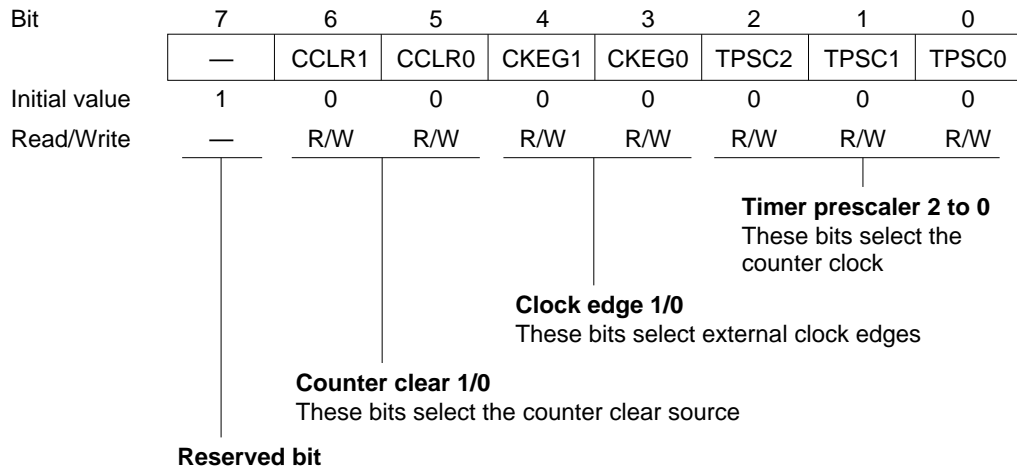 Bit 7 6 5 4 3 2 1 0
— CCLR1 CCLR0 CKEG1 CKEG0 TPSC2 TPSC1 TPSC0
Initial value 1 0 0 0 0 0 0 0
Read/Write — R/W R/W R/W R/W R/W R/W R/W
Timer prescaler 2 to 0
These bits select the
counter clock
Clock edge 1/0
These bits select external clock edges
Counter clear 1/0
These bits select the counter clear source
Reserved bit